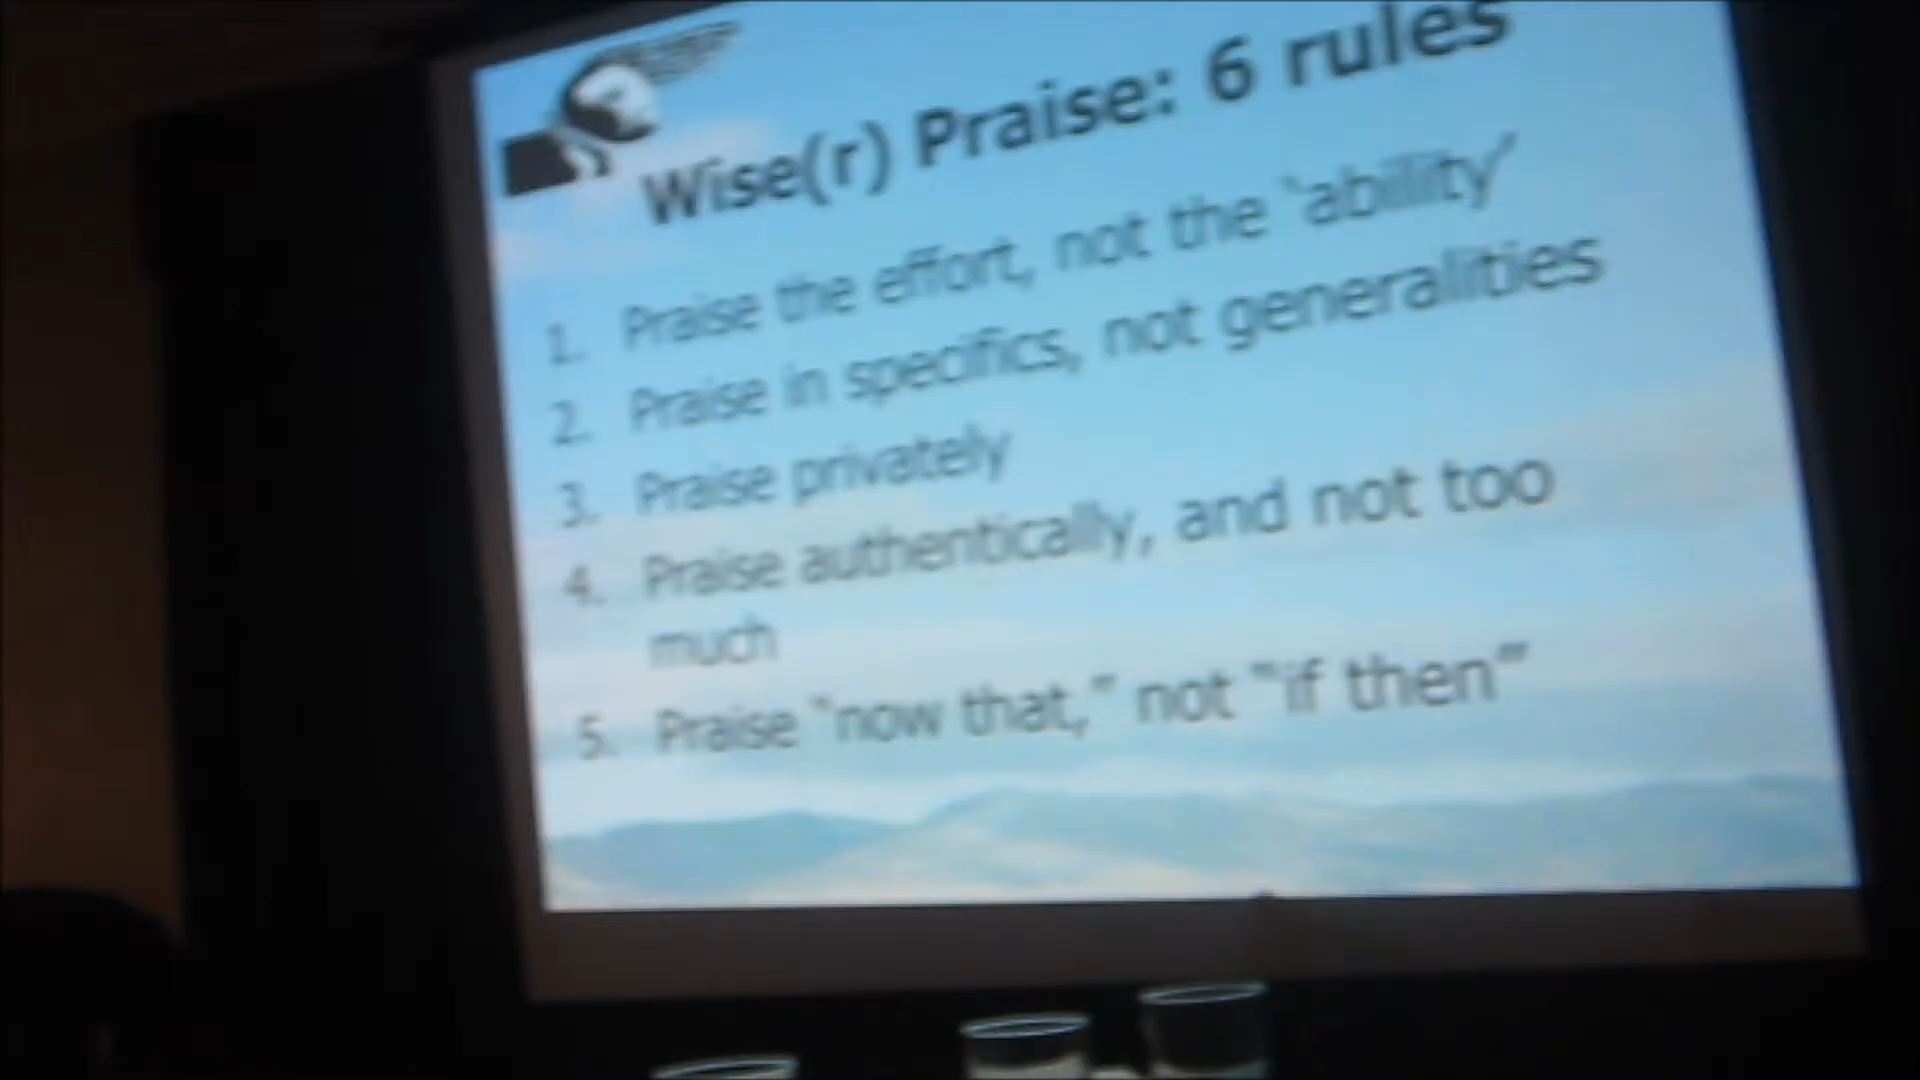 Wise(r) Praise: 6 rules
1. Praise the effort, not the 'ability'
2. Praise in specifics, not generalities
3. Praise privately
4. Praise authentically, and not too
much
5. Praise "now that," not "if then"